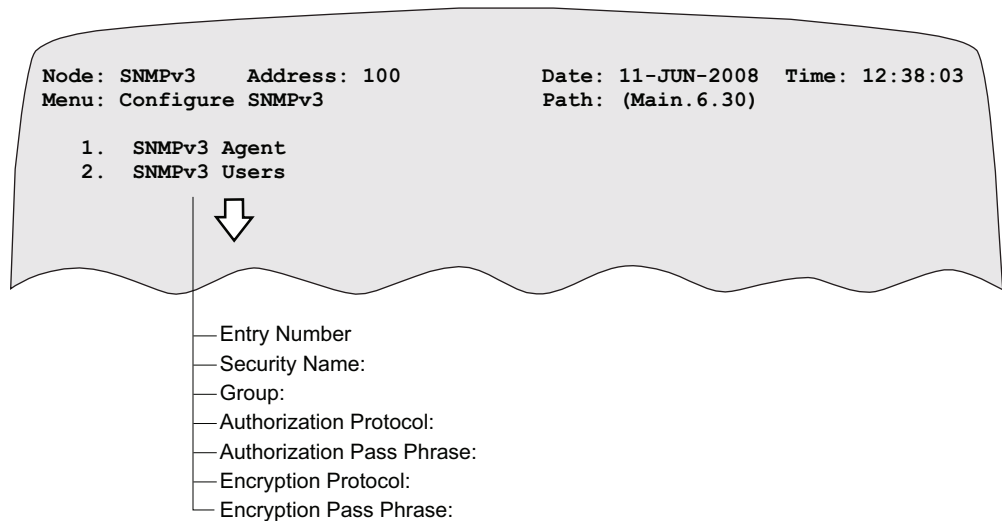 Node: SNMPv3 Address: 100 Date: 11-JUN-2008 Time: 12:38:03
Menu: Configure SNMPv3 Path: (Main.6.30)
1. SNMPv3 Agent
2. SNMPv3 Users
Entry Number
Security Name:
Group:
Authorization Protocol:
Authorization Pass Phrase:
Encryption Protocol:
Encryption Pass Phrase: